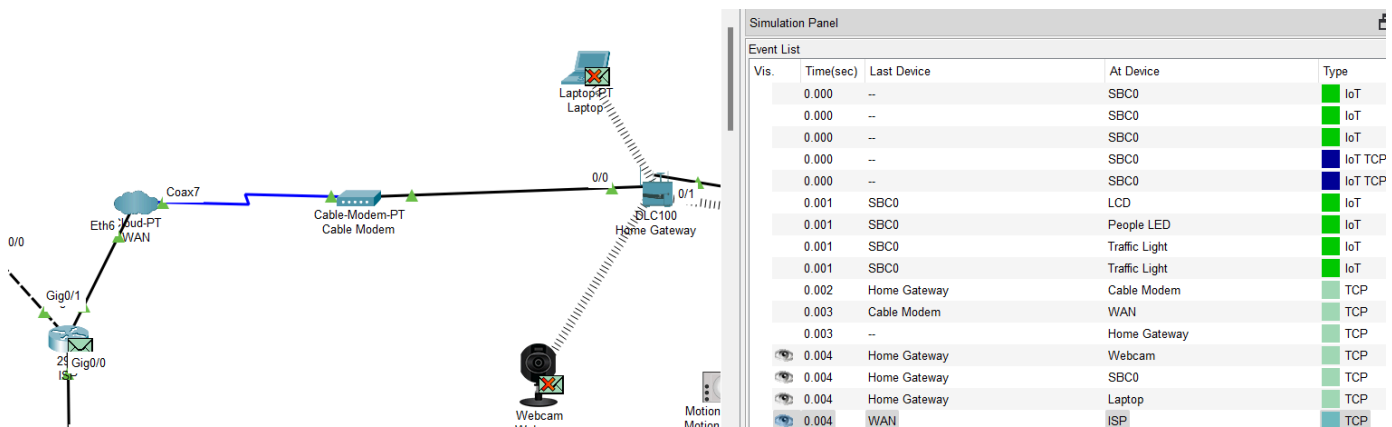 Laptop-PT
Laptop
Coax7
Cable-Modem-PT
Cable Modem
0/0
0/1
DLC100
Home Gateway
Eth6
oud-PT
WAN
0/0
Gig0/1
Gig0/0
Webcam
Motion
Simulation Panel
Event List
Vis. Time(sec) Last Device At Device Type
0.000 -- SBC0 IoT
0.000 -- SBC0 IoT
0.000 -- SBC0 IoT
0.000 -- SBC0 IoT TCP
0.000 -- SBC0 IoT TCP
0.001 SBC0 LCD IoT
0.001 SBC0 People LED IoT
0.001 SBC0 Traffic Light IoT
0.001 SBC0 Traffic Light IoT
0.002 Home Gateway Cable Modem TCP
0.003 Cable Modem WAN TCP
0.003 -- Home Gateway TCP
0.004 Home Gateway Webcam TCP
0.004 Home Gateway SBC0 TCP
0.004 Home Gateway Laptop TCP
0.004 WAN ISP TCP